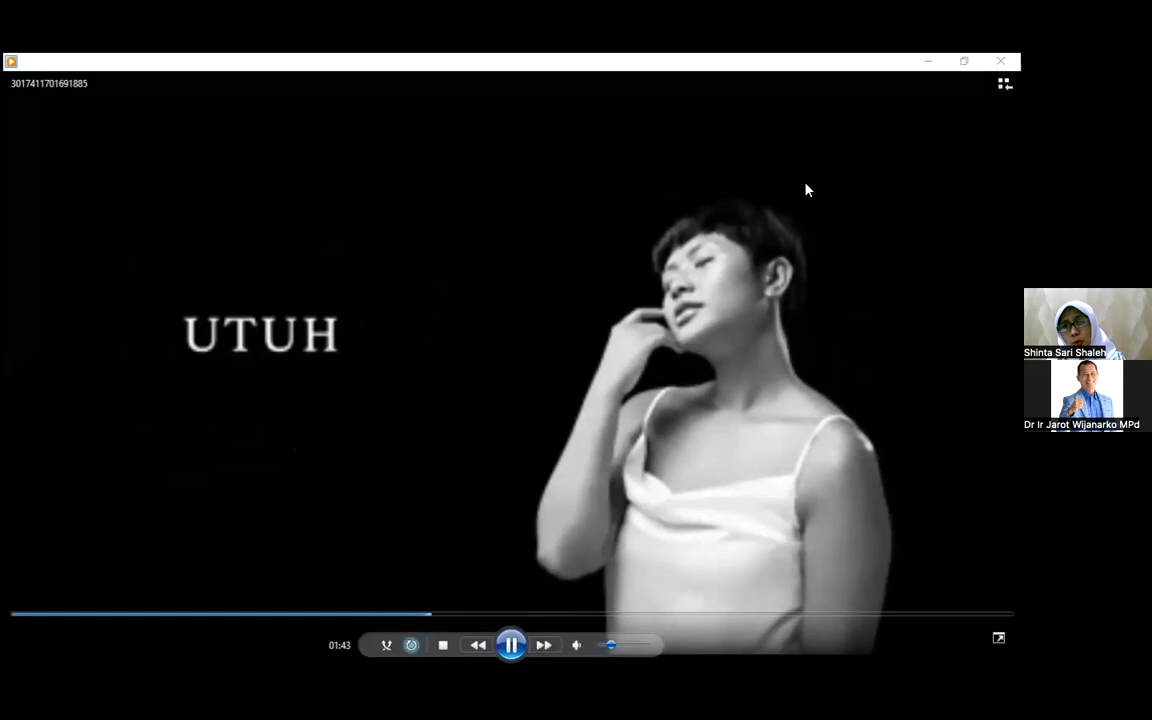 3017411701691885
UTUH
Shinta Sari Shaleh
Dr Ir Jarot Wijanarko MPd
01:43